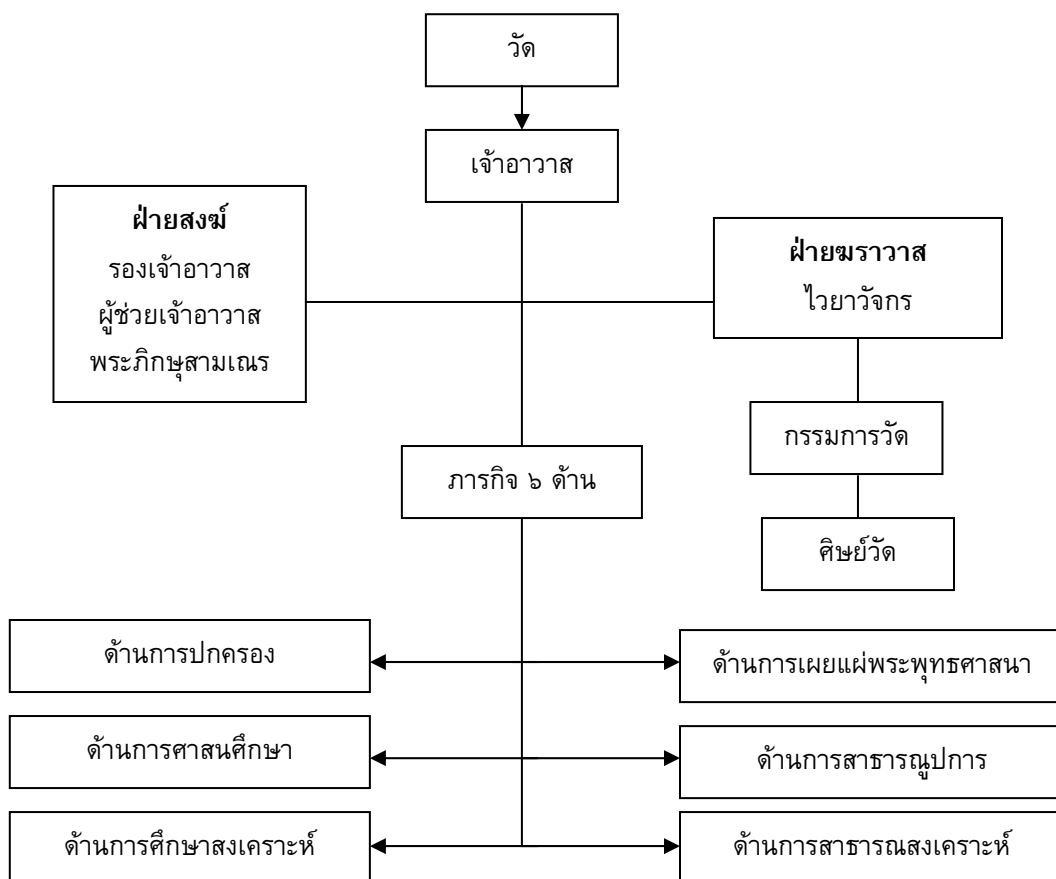 วัด
เจ้าอาวาส
ฝ่ายสงฆ์
รองเจ้าอาวาส
ผู้ช่วยเจ้าอาวาส
พระภิกษุสามเณร
ฝ่ายฆราวาส
ไวยาวัจกร
กรรมการวัด
ศิษย์วัด
ภารกิจ ๖ ด้าน
ด้านการปกครอง
ด้านการเผยแผ่พระพุทธศาสนา
ด้านการศาสนศึกษา
ด้านการสาธารณูปการ
ด้านการศึกษาสงเคราะห์
ด้านการสาธารณสงเคราะห์